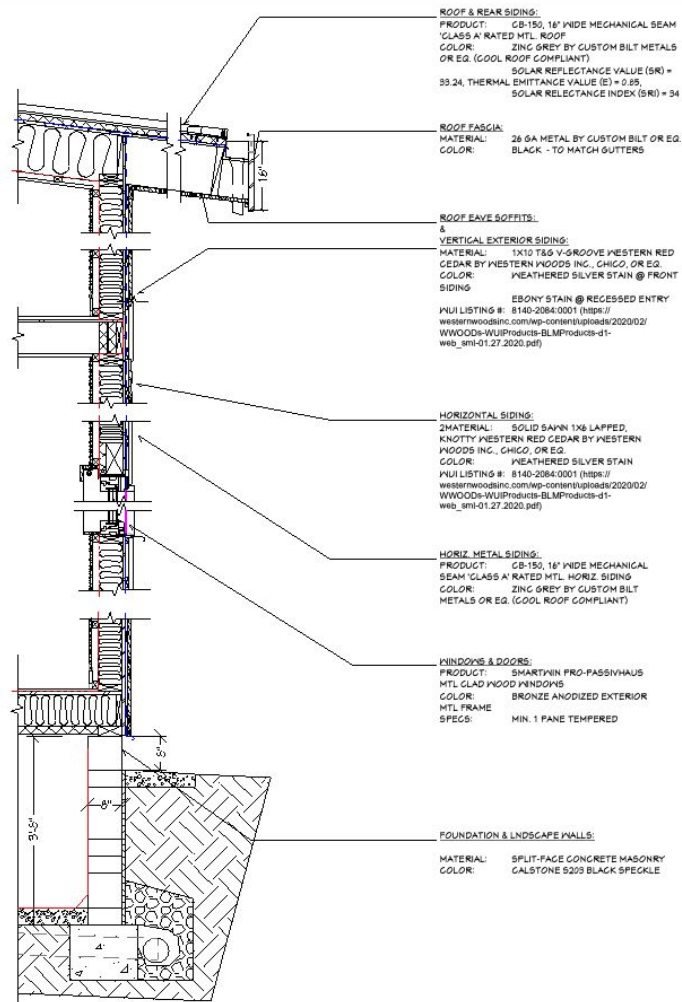 ROOF & REAR SIDING:
PRODUCT: CB-150, 16" WIDE MECHANICAL SEAM
'CLASS A' RATED MTL. ROOF
COLOR: ZINC GREY BY CUSTOM BILT METALS
OR EQ. (COOL ROOF COMPLIANT)
SOLAR REFLECTANCE VALUE (SR) =
33.24, THERMAL EMITTANCE VALUE (E) = 0.85,
SOLAR RELECTANCE INDEX (SRI) = 34
ROOF FASCIA:
MATERIAL: 26 GA METAL BY CUSTOM BILT OR EQ.
COLOR: BLACK - TO MATCH GUTTERS
16"
ROOF EAVE SOFFITS:
&
VERTICAL EXTERIOR SIDING:
MATERIAL: 1X10 T&G V-GROOVE WESTERN RED
CEDAR BY WESTERN WOODS INC., CHICO, OR EQ.
COLOR: WEATHERED SILVER STAIN @ FRONT
SIDING
EBONY STAIN @ RECESSED ENTRY
WUI LISTING #: 8140-2084:0001 (https://
westernwoodsinc.com/wp-content/uploads/2020/02/
WWOODs-WUIProducts-BLMProducts-d1-
web_sml-01.27.2020.pdf)
HORIZONTAL SIDING:
2MATERIAL: SOLID SAWN 1X6 LAPPED,
KNOTTY WESTERN RED CEDAR BY WESTERN
WOODS INC., CHICO, OR EQ.
COLOR: WEATHERED SILVER STAIN
WUI LISTING #: 8140-2084:0001 (https://
westernwoodsinc.com/wp-content/uploads/2020/02/
WWOODs-WUIProducts-BLMProducts-d1-
web_sml-01.27.2020.pdf)
HORIZ. METAL SIDING:
PRODUCT: CB-150, 16" WIDE MECHANICAL
SEAM 'CLASS A' RATED MTL. HORIZ. SIDING
COLOR: ZINC GREY BY CUSTOM BILT
METALS OR EQ. (COOL ROOF COMPLIANT)
WINDOWS & DOORS:
PRODUCT: SMARTWIN PRO-PASSIVHAUS
MTL CLAD WOOD WINDOWS
COLOR: BRONZE ANODIZED EXTERIOR
MTL FRAME
SPECS: MIN. 1 PANE TEMPERED
8"
8"
3'-8"
FOUNDATION & LNDSCAPE WALLS:
MATERIAL: SPLIT-FACE CONCRETE MASONRY
COLOR: CALSTONE S209 BLACK SPECKLE